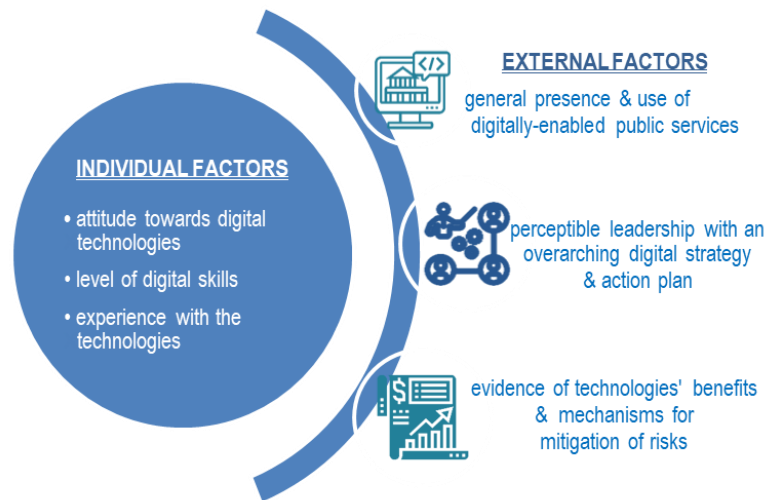 INDIVIDUAL FACTORS
• attitude towards digital
technologies
• level of digital skills
• experience with the
technologies
EXTERNAL FACTORS
</>
general presence & use of
digitally-enabled public services
perceptible leadership with an
overarching digital strategy
& action plan
$
evidence of technologies' benefits
& mechanisms for
mitigation of risks